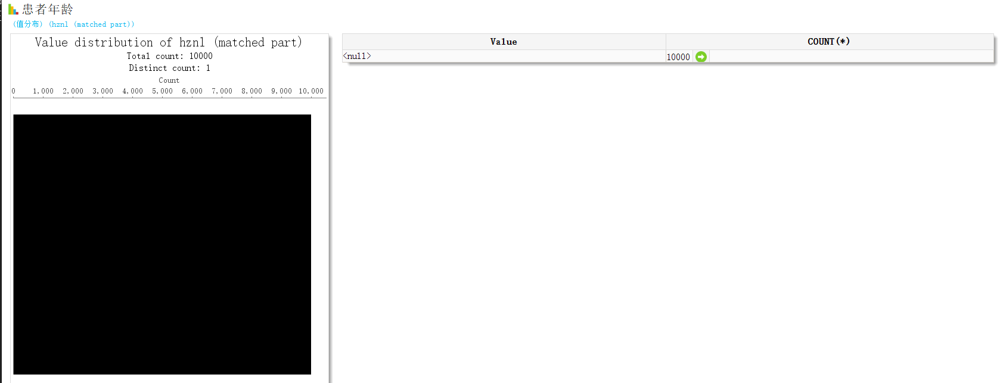 患者年龄
(值分布) (hznl (matched part))
Value distribution of hznl (matched part)
Total count: 10000
Distinct count: 1
Count
0 1,000 2,000 3,000 4,000 5,000 6,000 7,000 8,000 9,000 10,000
Value COUNT(*)
<null> 10000